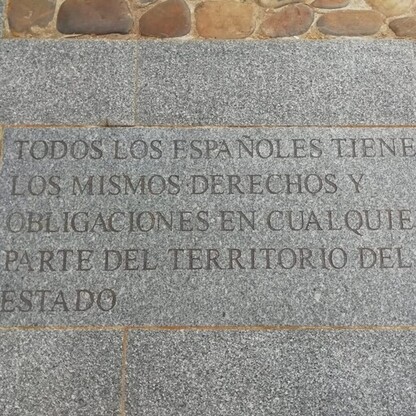 TODOS LOS ESPAÑOLES TIENE
LOS MISMOS DERECHOS Y
OBLIGACIONES EN CUALQUIE
PARTE DEL TERRITORIO DEL
ESTADO